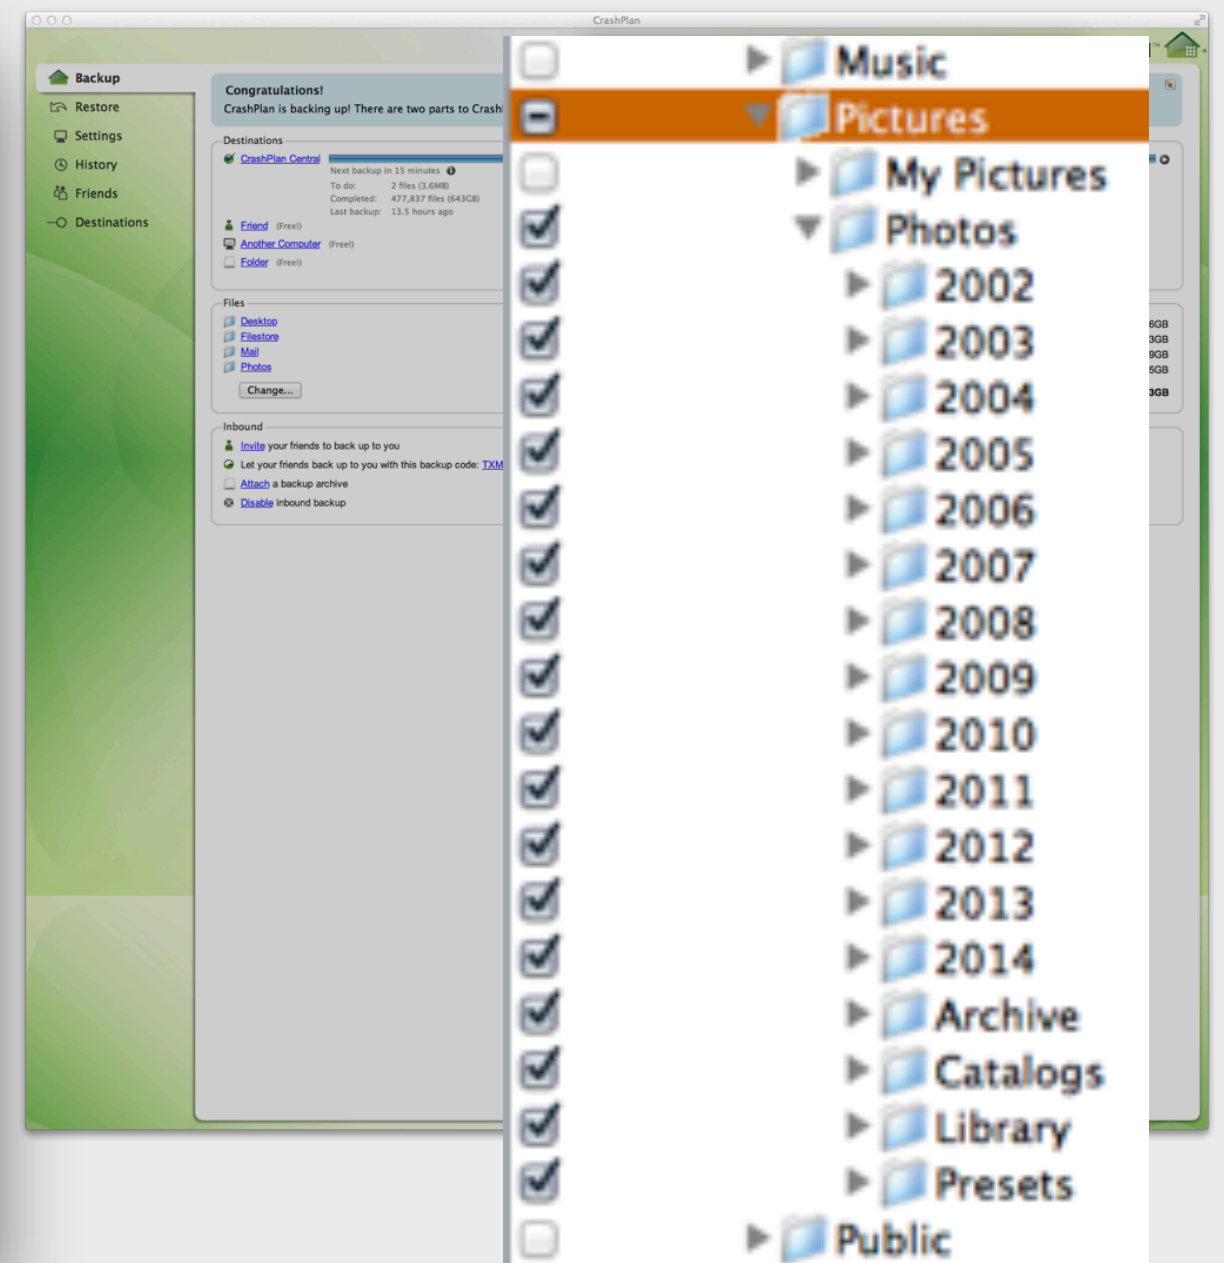 CrashPlan
Backup
Restore
Settings
History
Friends
Destinations
Congratulations!
CrashPlan is backing up! There are two parts to Crash
Destinations
CrashPlan Central
Next backup in 15 minutes
To do: 2 files (3.6MB)
Completed: 477,837 files (643GB)
Last backup: 13.5 hours ago
Friend (Free!)
Another Computer (Free!)
Folder (Free!)
Files
Desktop
Filestore
Mail
Photos
Change...
6GB
3GB
9GB
5GB
3GB
Inbound
Invite your friends to back up to you
Let your friends back up to you with this backup code: TXM
Attach a backup archive
Disable inbound backup
Music
Pictures
My Pictures
Photos
2002
2003
2004
2005
2006
2007
2008
2009
2010
2011
2012
2013
2014
Archive
Catalogs
Library
Presets
Public